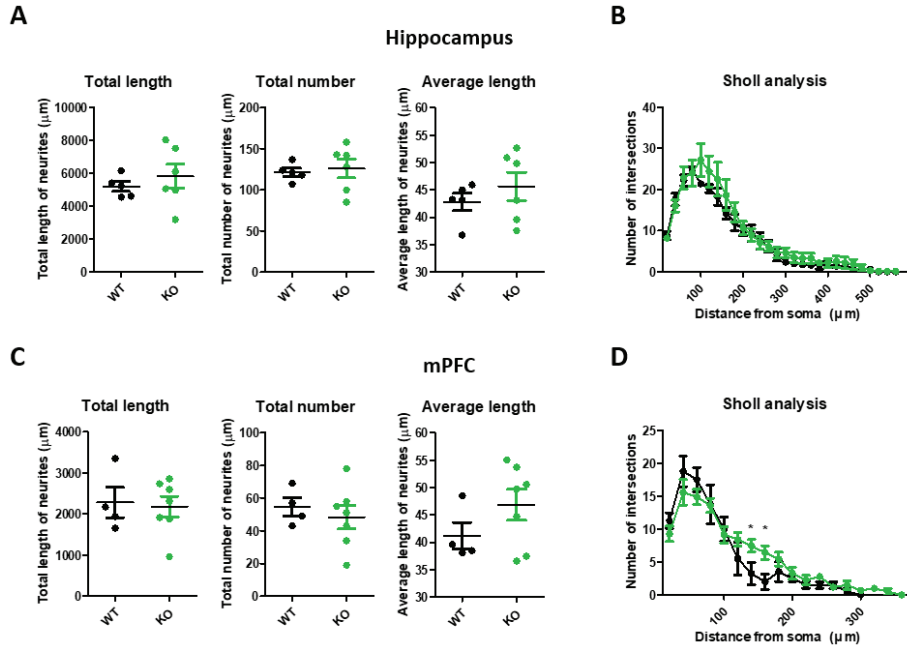 A
Hippocampus
B
Total length
Total number
Average length
Sholl analysis
Total length of neurites (μm)
10000
8000
6000
4000
2000
0
WT
KO
Total number of neurites (μm)
200
150
100
50
0
WT
KO
Average length of neurites (μm)
60
55
50
45
40
35
30
WT
KO
Number of intersections
40
30
20
10
0
100
200
300
400
500
Distance from soma (μm)
C
mPFC
D
Total length
Total number
Average length
Sholl analysis
Total length of neurites (μm)
4000
3000
2000
1000
0
WT
KO
Total number of neurites (μm)
100
80
60
40
20
0
WT
KO
Average length of neurites (μm)
60
55
50
45
40
35
30
WT
KO
Number of intersections
25
20
15
10
5
0
* *
100
200
300
Distance from soma (μm)